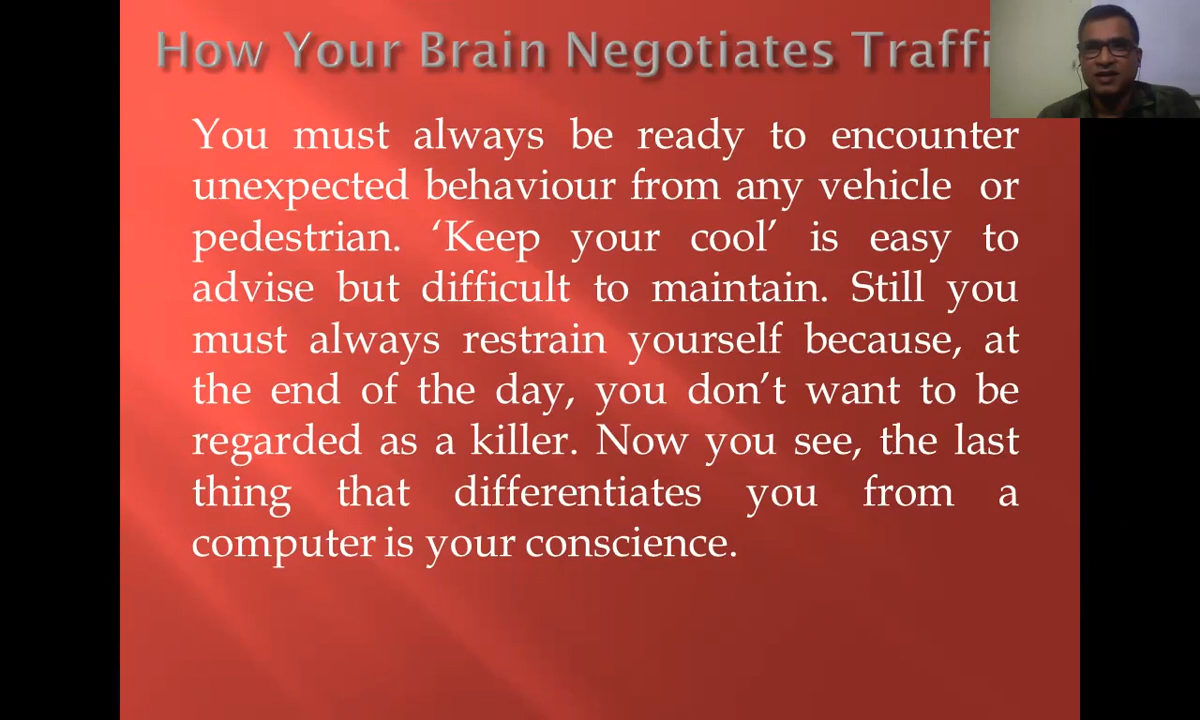 How Your Brain Negotiates Traffi
You must always be ready to encounter
unexpected behaviour from any vehicle or
pedestrian. ‘Keep your cool’ is easy to
advise but difficult to maintain. Still you
must always restrain yourself because, at
the end of the day, you don’t want to be
regarded as a killer. Now you see, the last
thing that differentiates you from a
computer is your conscience.